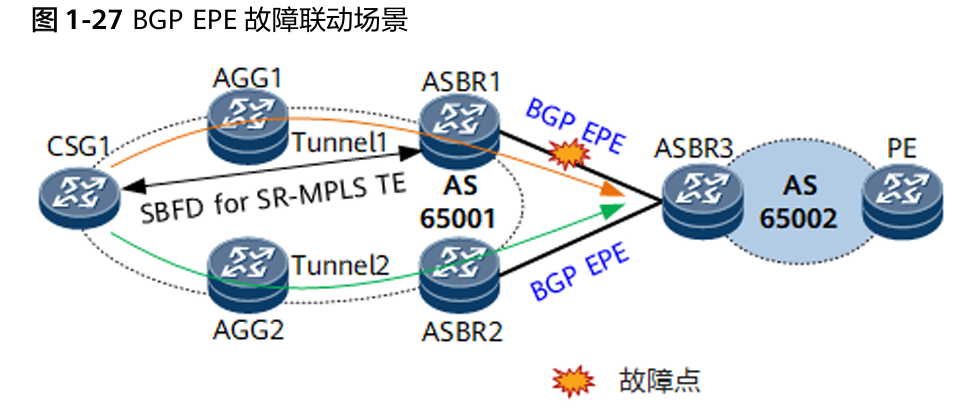 图 1-27 BGP EPE 故障联动场景
AGG1
ASBR1
BGP EPE
CSG1
Tunnel1
ASBR3
PE
SBFD for SR-MPLS TE
AS
65001
AS
65002
Tunnel2
BGP EPE
AGG2
ASBR2
故障点